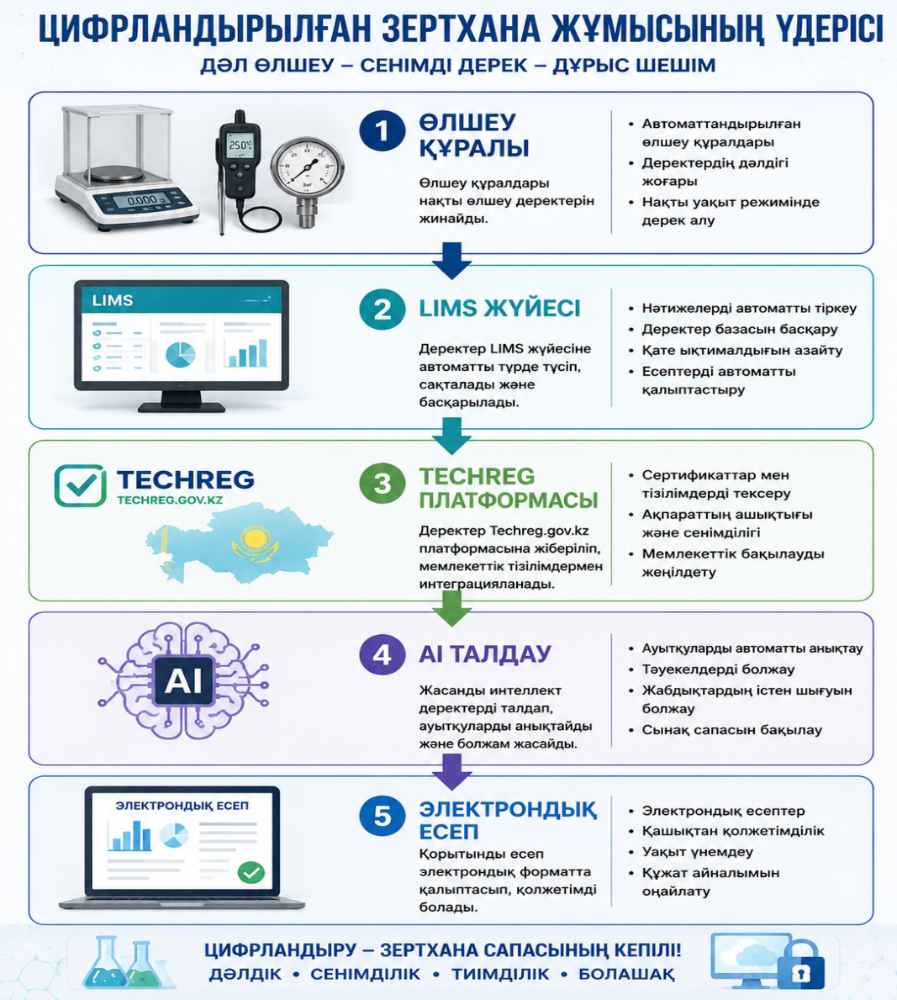 ЦИФРЛАНДЫРЫЛҒАН ЗЕРТХАНА ЖҰМЫСЫНЫҢ ҮДЕРІСІ
ДӘЛ ӨЛШЕУ – СЕНІМДІ ДЕРЕК – ДҰРЫС ШЕШІМ
0.000 g
250°C
bar
1
ӨЛШЕУ
ҚҰРАЛЫ
Өлшеу құралдары
нақты өлшеу деректерін
жинайды.
• Автоматтандырылған
өлшеу құралдары
• Деректердің дәлдігі
жоғары
• Нақты уақыт режимінде
дерек алу
LIMS
2
LIMS ЖҮЙЕСІ
Деректер LIMS жүйесіне
автоматты түрде түсіп,
сақталады және
басқарылады.
• Нәтижелерді автоматты тіркеу
• Деректер базасын басқару
• Қате ықтималдығын азайту
• Есептерді автоматты
қалыптастыру
TECHREG
TECHREG.GOV.KZ
3
TECHREG
ПЛАТФОРМАСЫ
Деректер Techreg.gov.kz
платформасына жіберіліп,
мемлекеттік тізілімдермен
интеграцияланады.
• Сертификаттар мен
тізілімдерді тексеру
• Ақпараттың ашықтығы
және сенімділігі
• Мемлекеттік бақылауды
жеңілдету
AI
4
AI ТАЛДАУ
Жасанды интеллект
деректерді талдап,
ауытқуларды анықтайды
және болжам жасайды.
• Ауытқуларды автоматты анықтау
• Тәуекелдерді болжау
• Жабдықтардың істен шығуын
болжау
• Сынақ сапасын бақылау
ЭЛЕКТРОНДЫҚ ЕСЕП
5
ЭЛЕКТРОНДЫҚ
ЕСЕП
Қорытынды есеп
электрондық форматта
қалыптасып, қолжетімді
болады.
• Электрондық есептер
• Қашықтан қолжетімділік
• Уақыт үнемдеу
• Құжат айналымын
оңайлату
ЦИФРЛАНДЫРУ – ЗЕРТХАНА САПАСЫНЫҢ КЕПІЛІ!
ДӘЛДІК • СЕНІМДІЛІК • ТИІМДІЛІК • БОЛАШАҚ